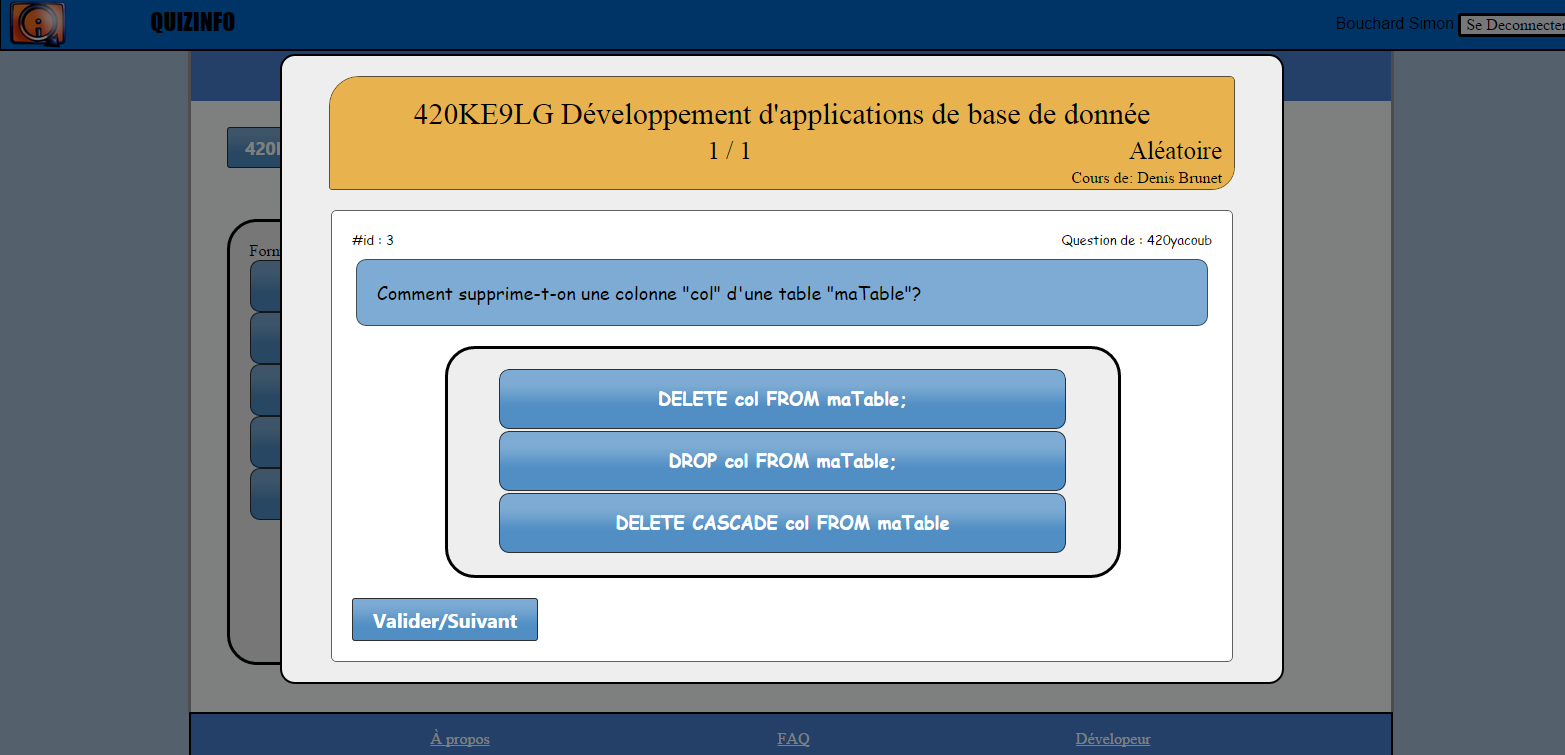 QUIZINFO
Bouchard Simon
Se Deconnecter
420KE9LG Développement d'applications de base de donnée
1 / 1
Aléatoire
Cours de: Denis Brunet
#id : 3
Question de : 420yacoub
Comment supprime-t-on une colonne "col" d'une table "maTable"?
DELETE col FROM maTable;
DROP col FROM maTable;
DELETE CASCADE col FROM maTable
Valider/Suivant
À propos
FAQ
Dévelopeur